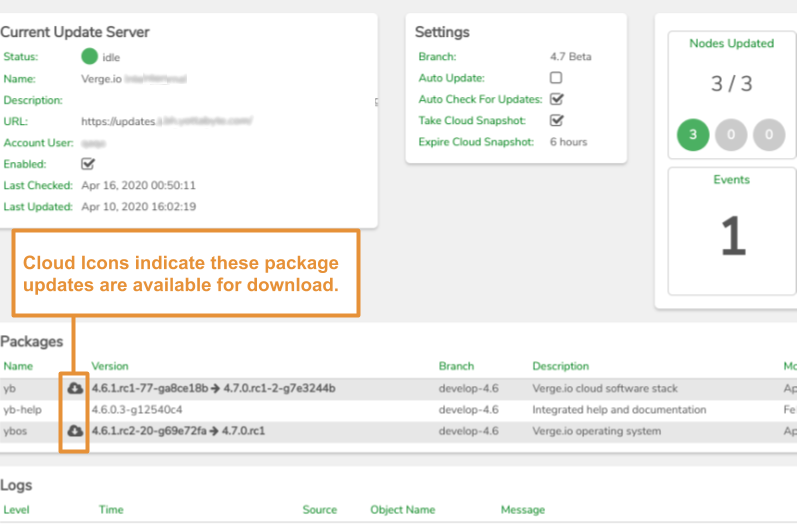 Current Update Server
Status: idle
Name: Verge.io
Description:
URL: https://updates.
Account User:
Enabled:
Last Checked: Apr 16, 2020 00:50:11
Last Updated: Apr 10, 2020 16:02:19
Settings
Branch: 4.7 Beta
Auto Update:
Auto Check For Updates:
Take Cloud Snapshot:
Expire Cloud Snapshot: 6 hours
Nodes Updated
3 / 3
3 0 0
Events
1
Cloud Icons indicate these package
updates are available for download.
Packages
Name Version Branch Description Mo
yb 4.6.1.rc1-77-ga8ce18b → 4.7.0.rc1-2-g7e3244b develop-4.6 Verge.io cloud software stack Ap
yb-help 4.6.0.3-g12540c4 develop-4.6 Integrated help and documentation Fe
ybos 4.6.1.rc2-20-g69e72fa → 4.7.0.rc1 develop-4.6 Verge.io operating system Ap
Logs
Level Time Source Object Name Message